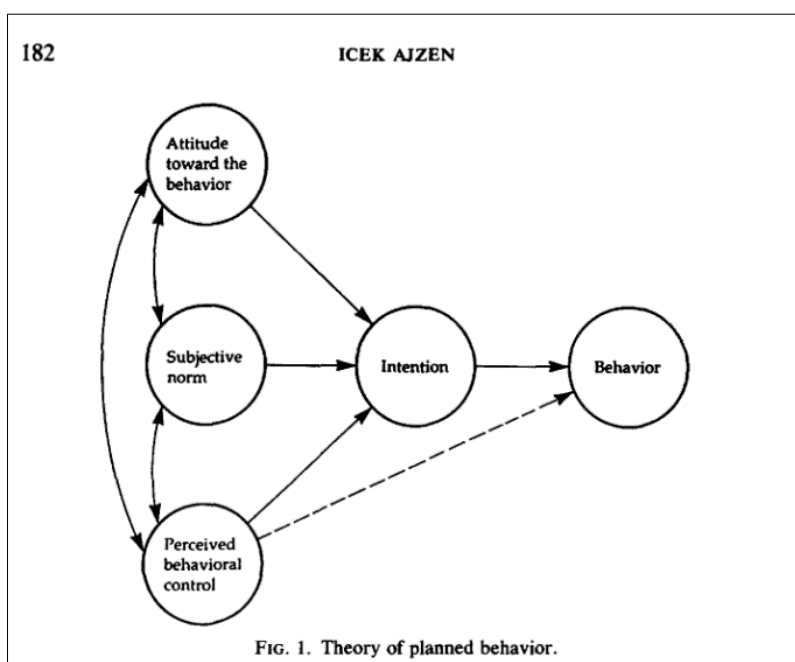 182
ICEK AJZEN
Attitude
toward the
behavior
Subjective
norm
Intention
Behavior
Perceived
behavioral
control
FIG. 1. Theory of planned behavior.